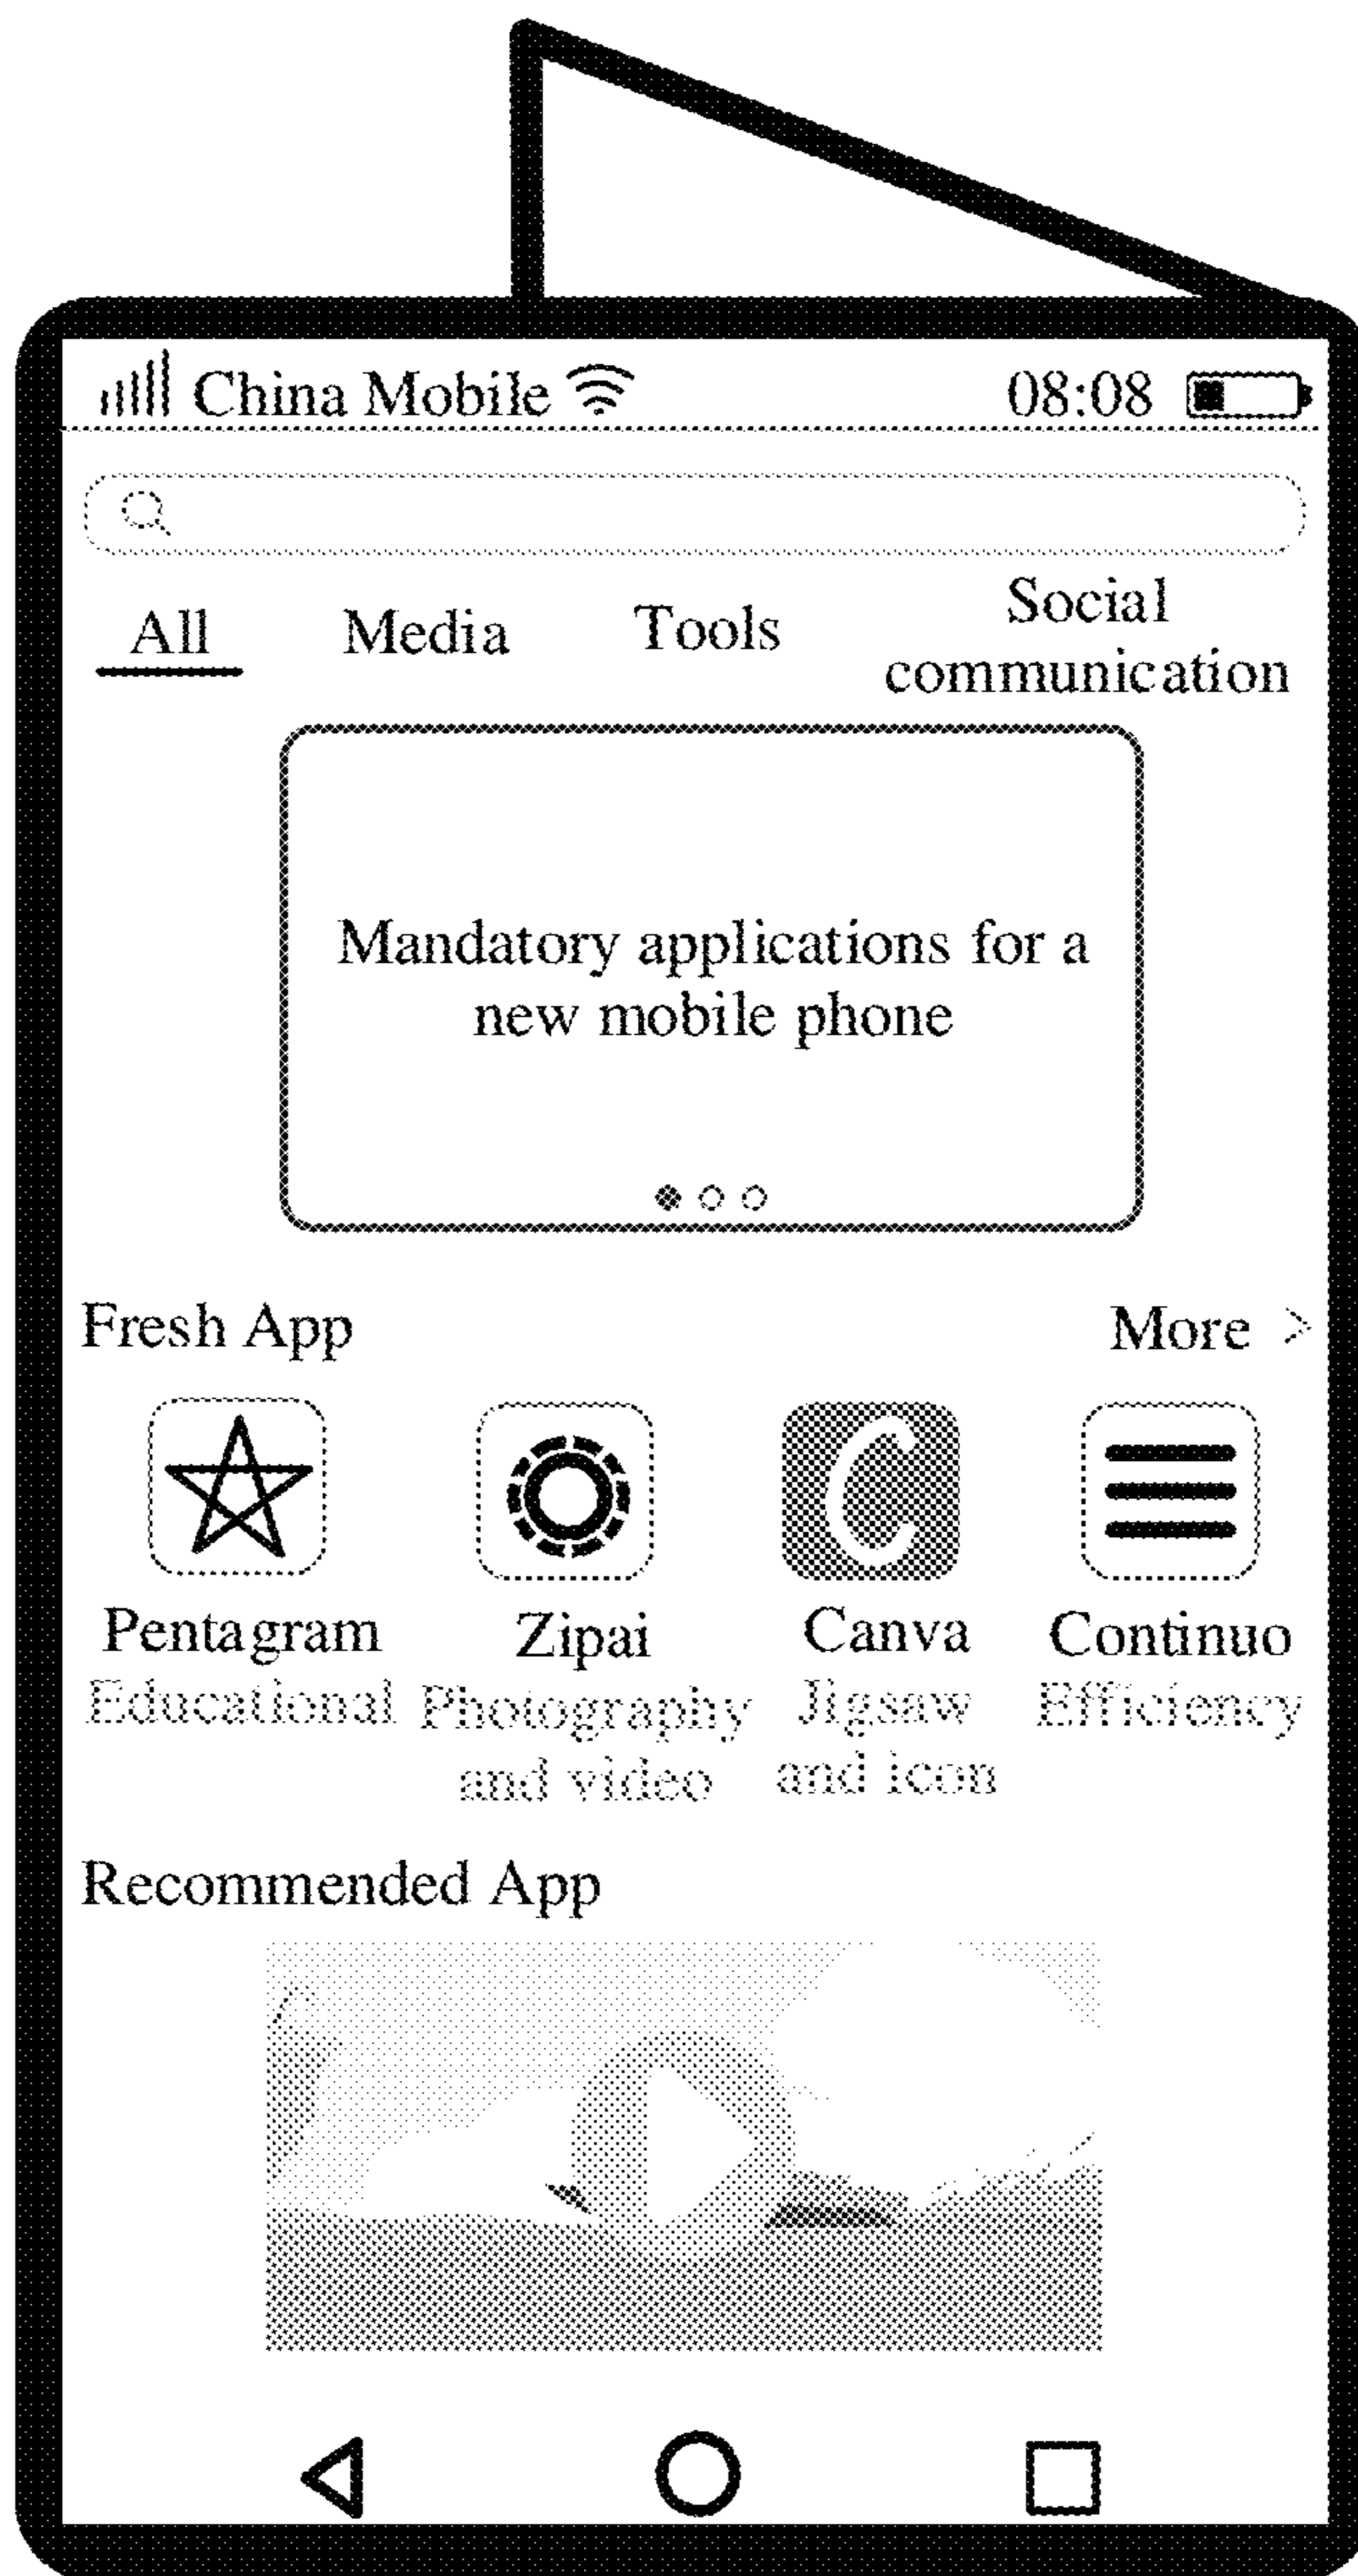 China Mobile 08:08
All Media Tools Social
communication
Mandatory applications for a
new mobile phone
Fresh App More >
Pentagram Zipai Canva Continuo
Educational Photography Jigsaw Efficiency
and video and icon
Recommended App